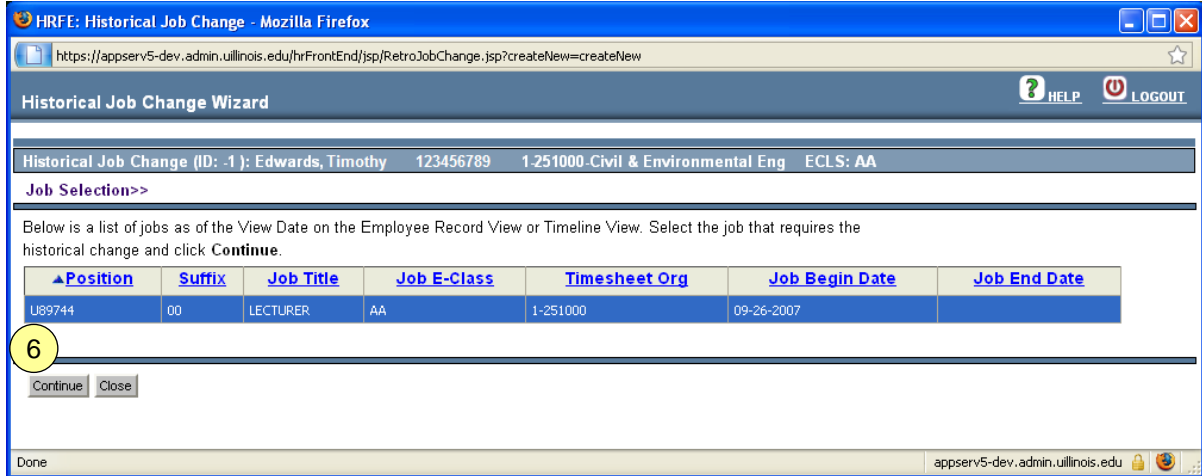 HRFE: Historical Job Change - Mozilla Firefox
https://appserv5-dev.admin.uillinois.edu/hrFrontEnd/jsp/RetroJobChange.jsp?createNew=createNew
Historical Job Change Wizard ? HELP LOGOUT
Historical Job Change (ID: -1 ): Edwards, Timothy 123456789 1-251000-Civil & Environmental Eng ECLS: AA
Job Selection>>
Below is a list of jobs as of the View Date on the Employee Record View or Timeline View. Select the job that requires the
historical change and click Continue.
Position Suffix Job Title Job E-Class Timesheet Org Job Begin Date Job End Date
U89744 00 LECTURER AA 1-251000 09-26-2007
6
Continue Close
Done appserv5-dev.admin.uillinois.edu